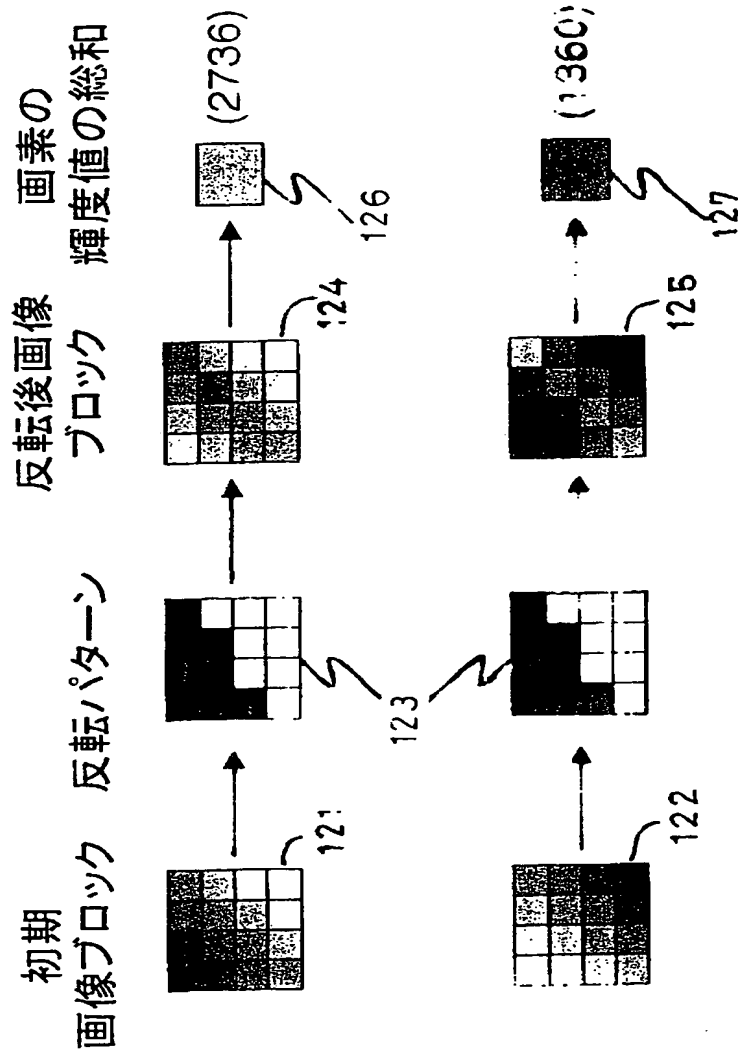 初期
画像ブロック
反転パターン
反転後画像
ブロック
画素の
輝度値の総和
121
123
124
126
(2736)
122
125
127
(1360)